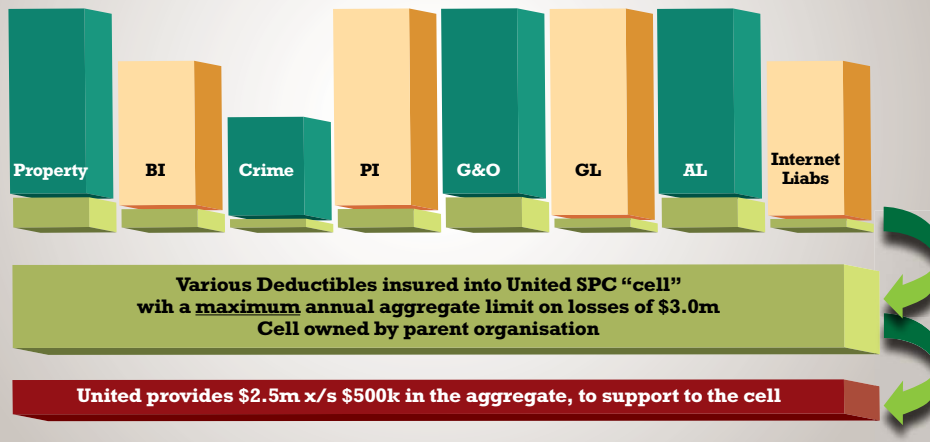 Property
BI
Crime
PI
G&O
GL
AL
Internet
Liabs
Various Deductibles insured into United SPC “cell”
wih a maximum annual aggregate limit on losses of $3.0m
Cell owned by parent organisation
United provides $2.5m x/s $500k in the aggregate, to support to the cell